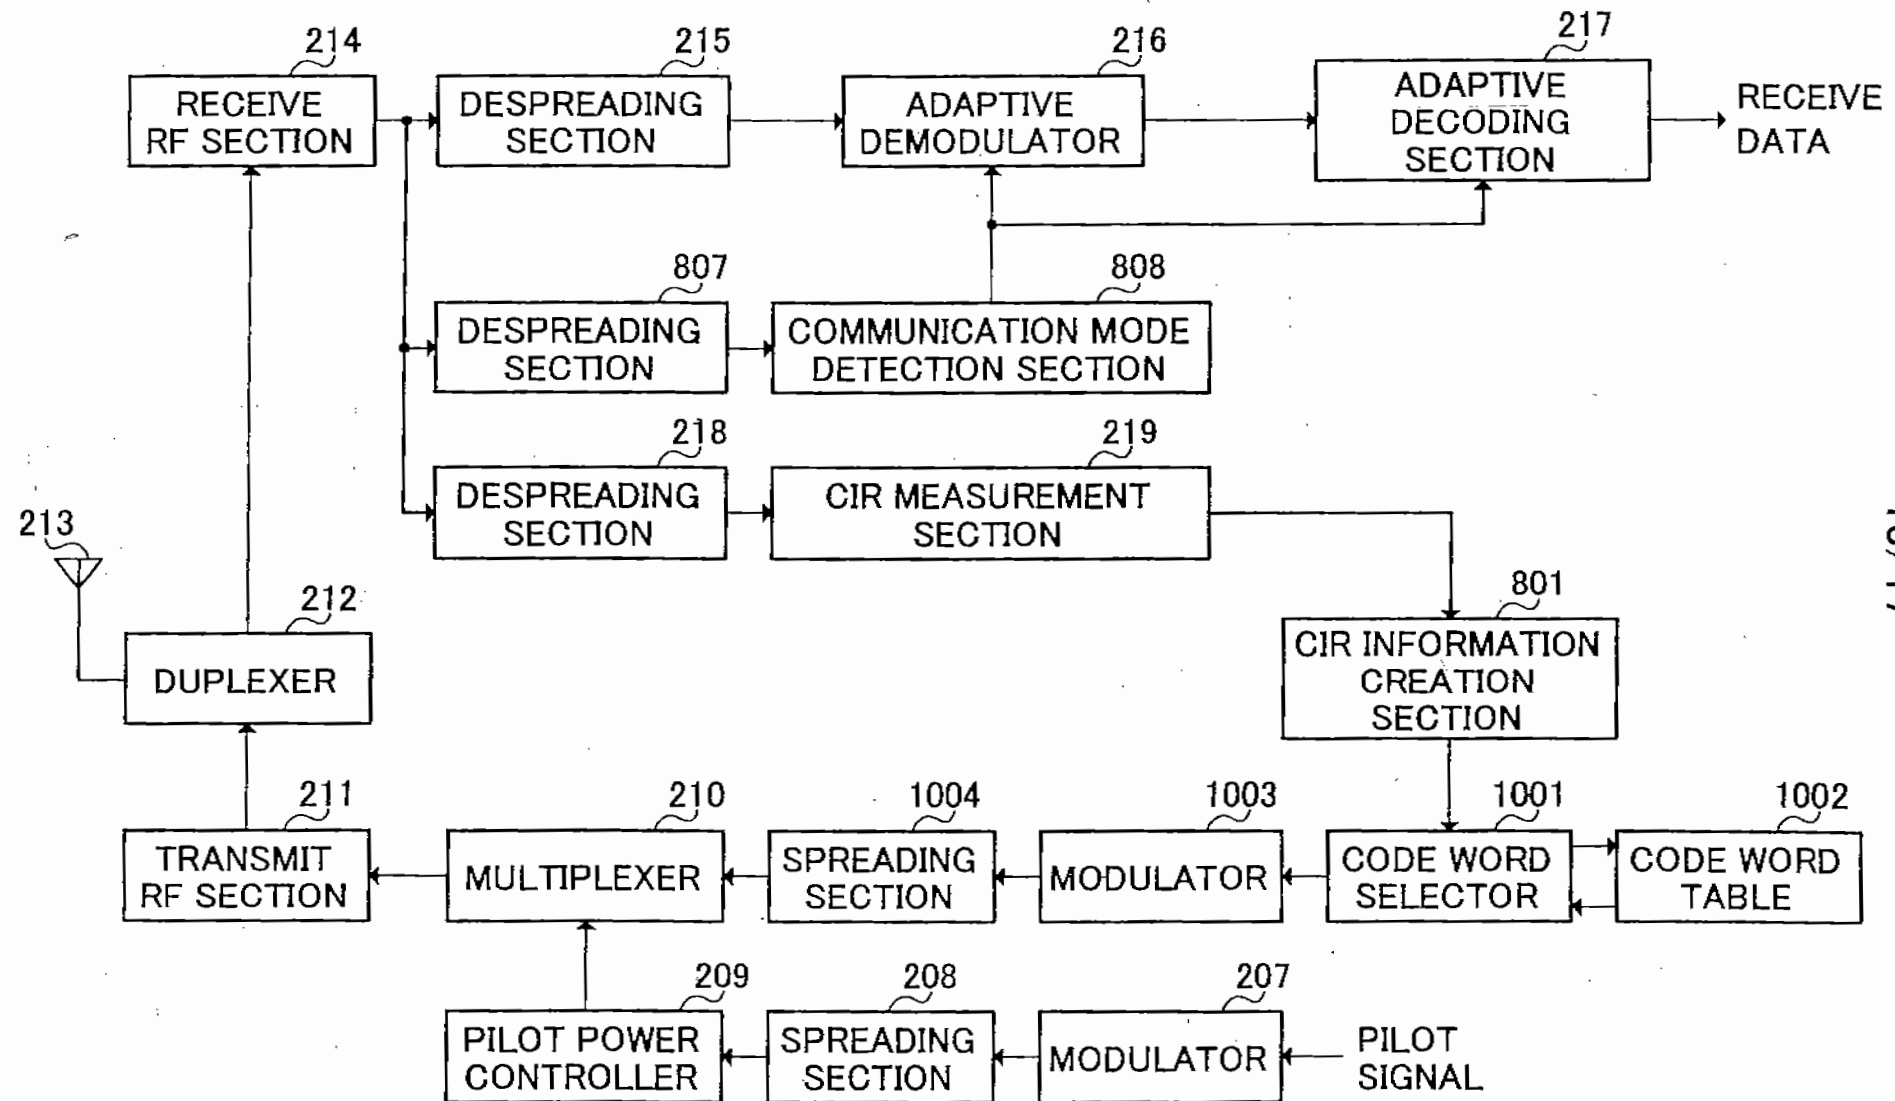 214
215
216
217
RECEIVE
RF SECTION
DESPREADING
SECTION
ADAPTIVE
DEMODULATOR
ADAPTIVE
DECODING
SECTION
RECEIVE
DATA
807
808
DESPREADING
SECTION
COMMUNICATION MODE
DETECTION SECTION
218
219
DESPREADING
SECTION
CIR MEASUREMENT
SECTION
213
212
DUPLEXER
801
CIR INFORMATION
CREATION
SECTION
211
210
1004
1003
1001
1002
TRANSMIT
RF SECTION
MULTIPLEXER
SPREADING
SECTION
MODULATOR
CODE WORD
SELECTOR
CODE WORD
TABLE
209
208
207
PILOT POWER
CONTROLLER
SPREADING
SECTION
MODULATOR
PILOT
SIGNAL